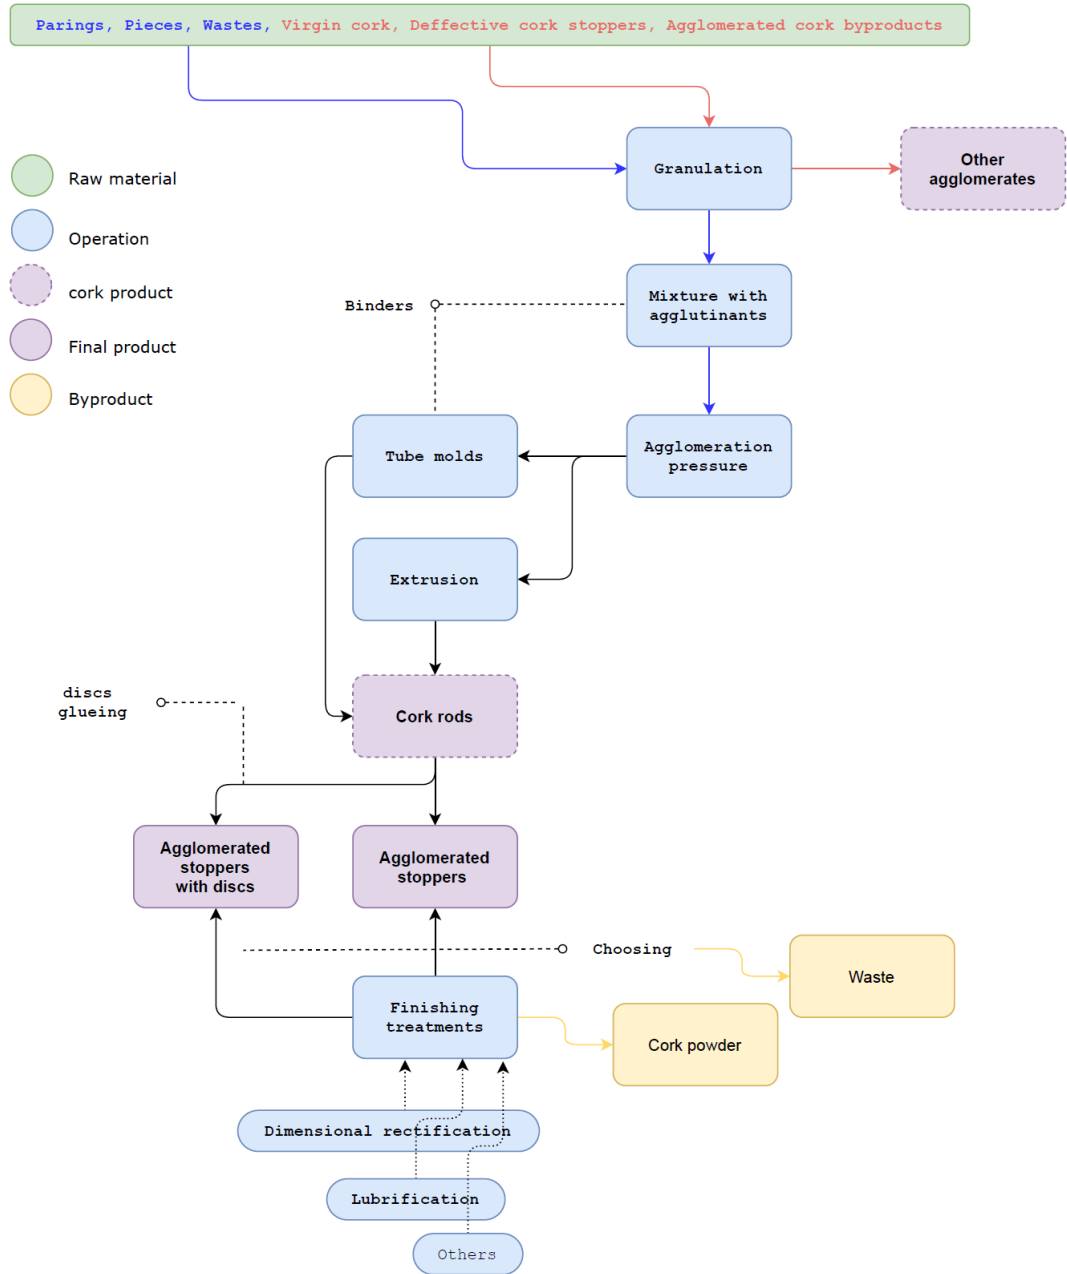 Parings, Pieces, Wastes, Virgin cork, Deffective cork stoppers, Agglomerated cork byproducts
Granulation
Other
agglomerates
Raw material
Operation
cork product
Final product
Byproduct
Mixture with
agglutinants
Binders
Agglomeration
pressure
Tube molds
Extrusion
Cork rods
discs
glueing
Agglomerated
stoppers
with discs
Agglomerated
stoppers
Choosing
Waste
Finishing
treatments
Cork powder
Dimensional rectification
Lubrification
Others